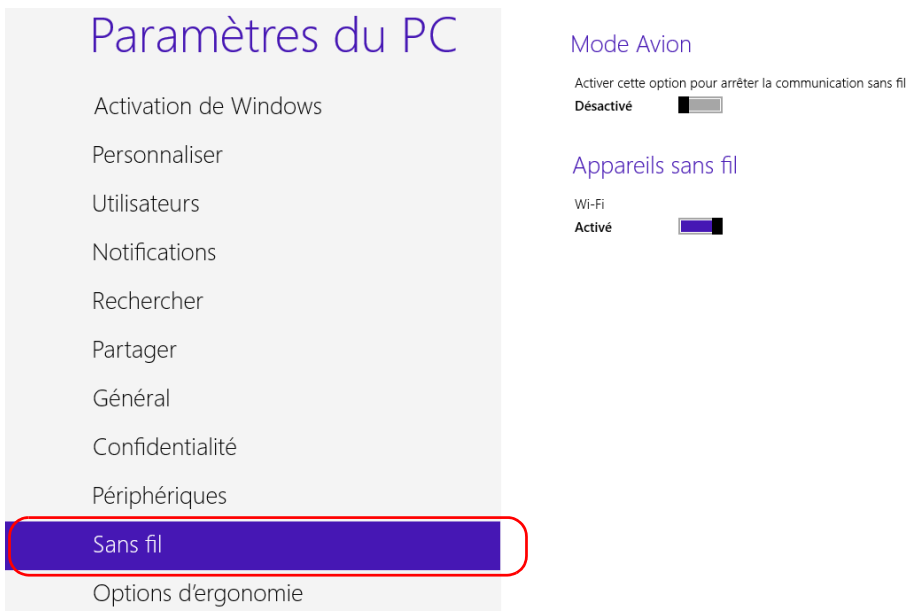 Paramètres du PC
Activation de Windows
Personnaliser
Utilisateurs
Notifications
Rechercher
Partager
Général
Confidentialité
Périphériques
Sans fil
Options d’ergonomie
Mode Avion
Activer cette option pour arrêter la communication sans fil
Désactivé
Appareils sans fil
Wi-Fi
Activé